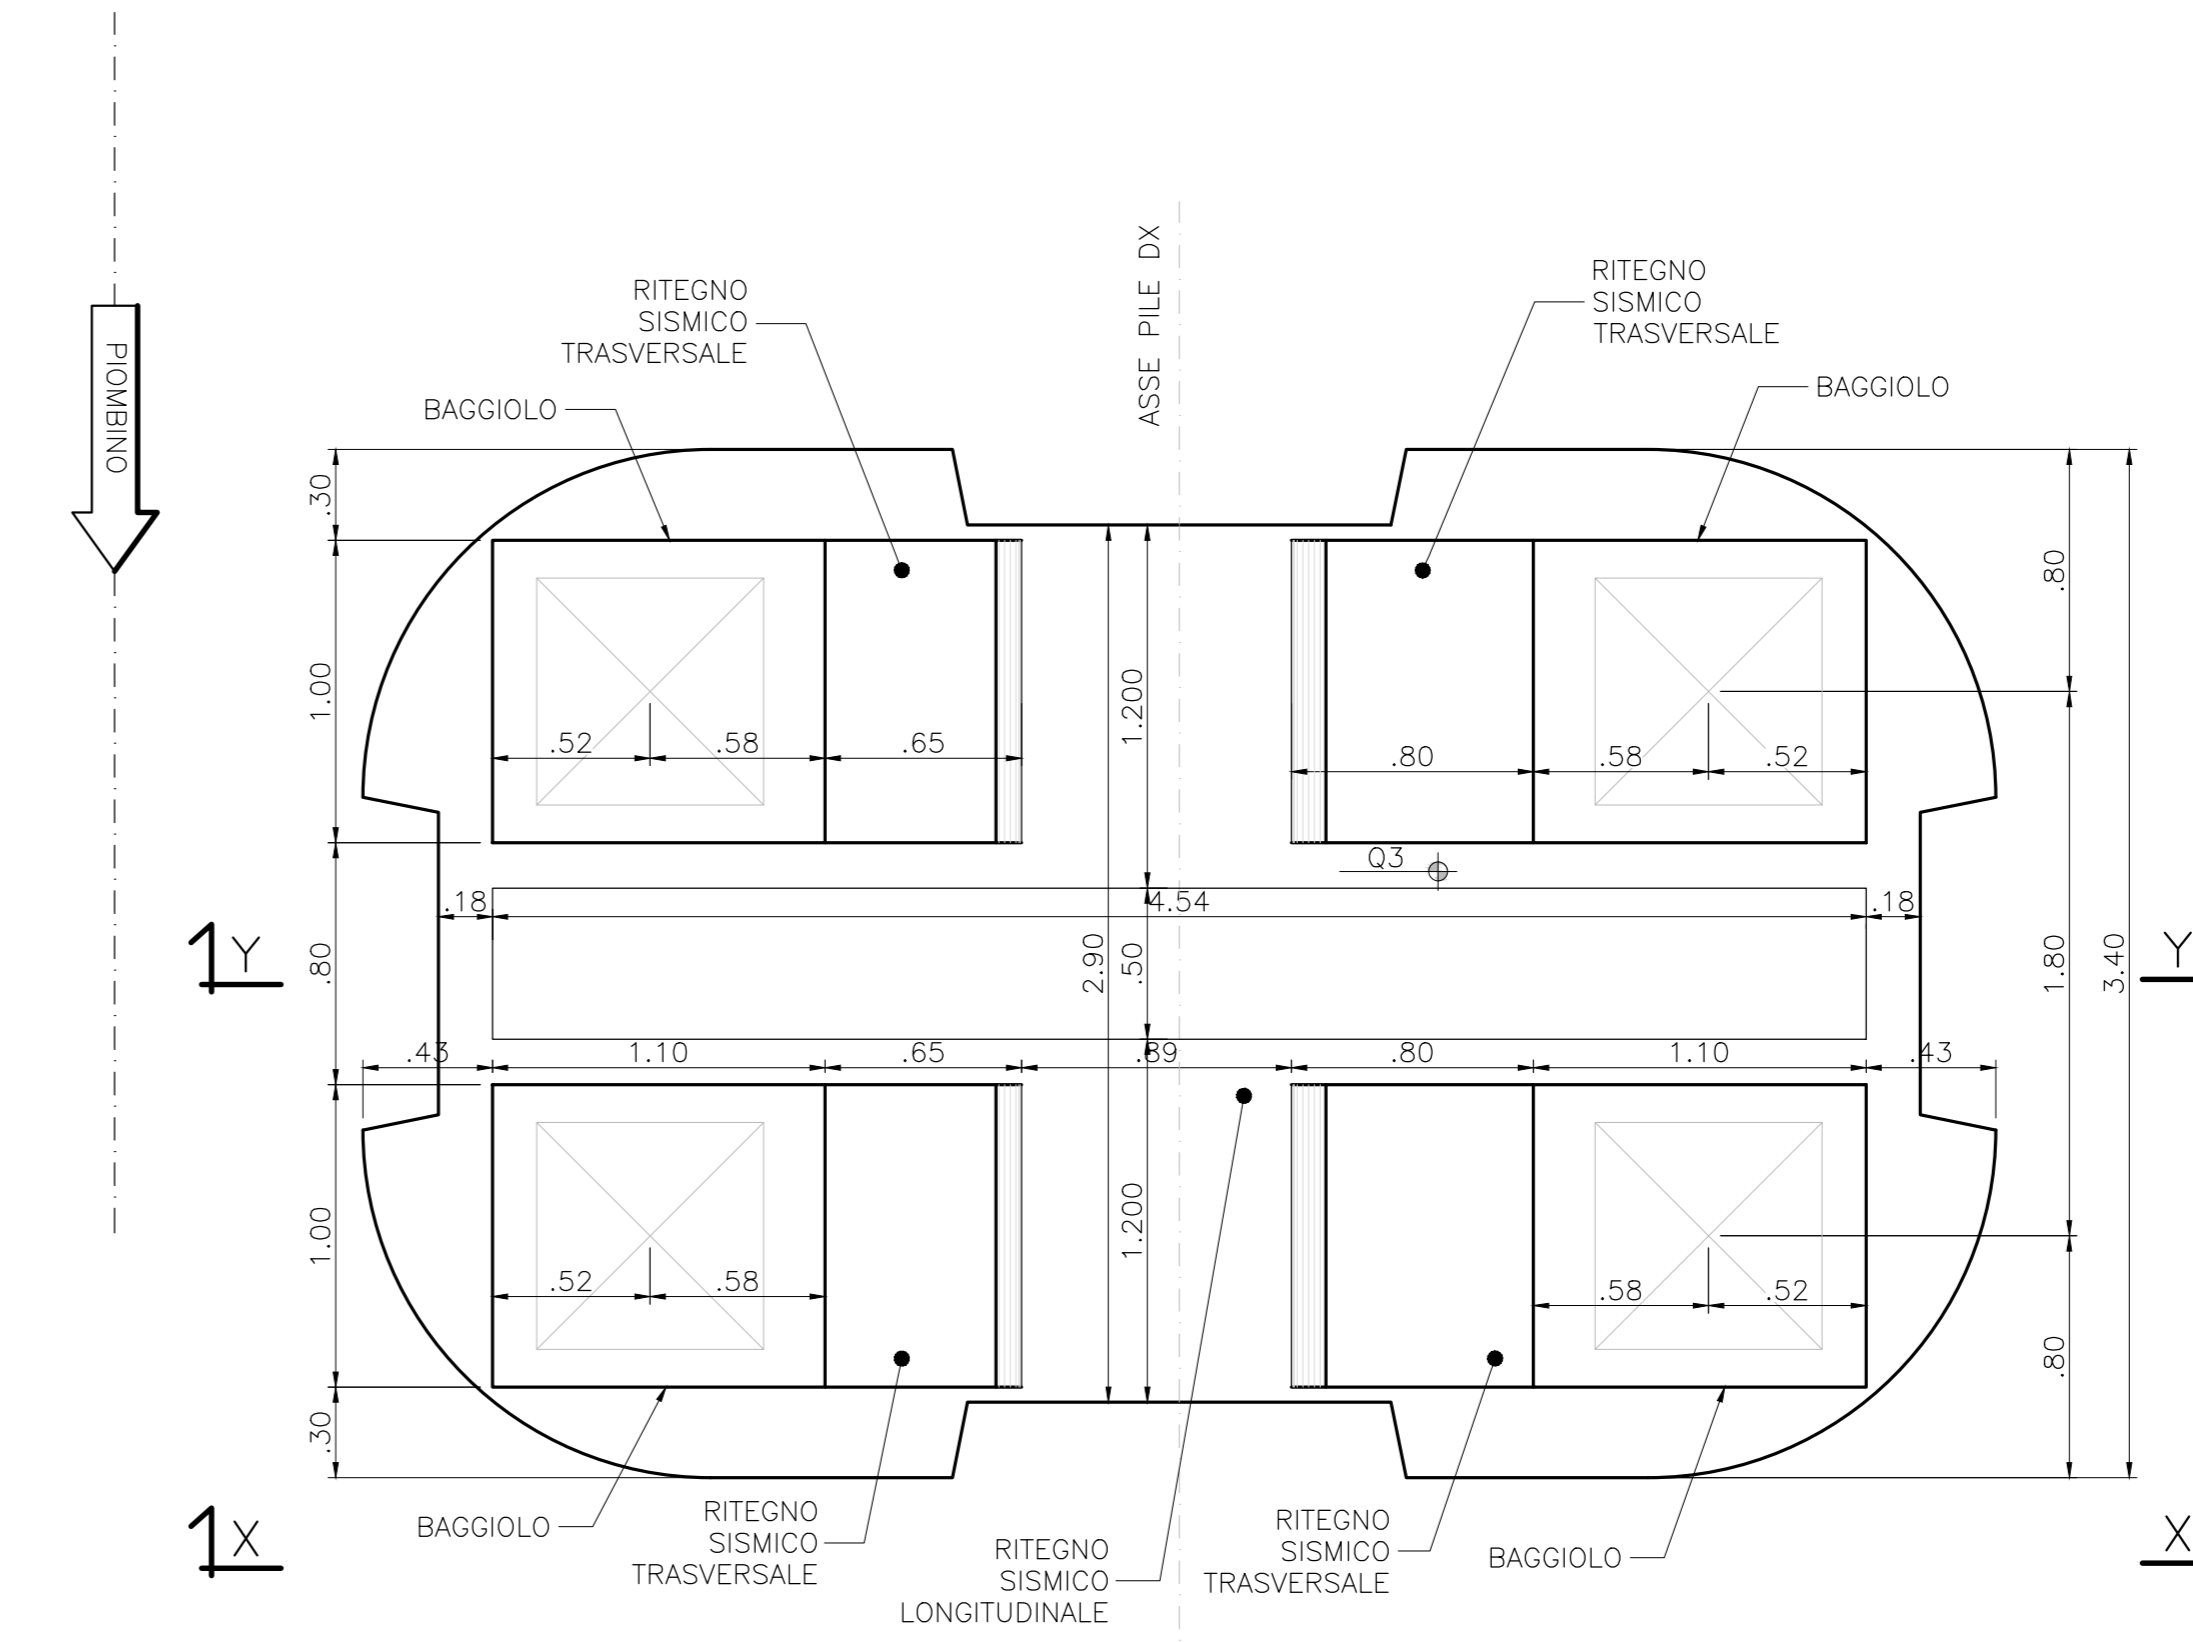 PIOMBINO
ASSE PILE DX
RITEGNO
SISMICO
TRASVERSALE
BAGGIOLO
RITEGNO
SISMICO
TRASVERSALE
BAGGIOLO
.30
1.00
.80
1.00
.30
.52
.58
.65
1.200
.80
.58
.52
Q3
.18
4.54
.18
2.90
.50
.43
1.10
.65
.89
.80
1.10
.43
.52
.58
1.200
.58
.52
.80
1.80
.80
3.40
1
Y
Y
1
X
X
BAGGIOLO
RITEGNO
SISMICO
TRASVERSALE
RITEGNO
SISMICO
LONGITUDINALE
RITEGNO
SISMICO
TRASVERSALE
BAGGIOLO